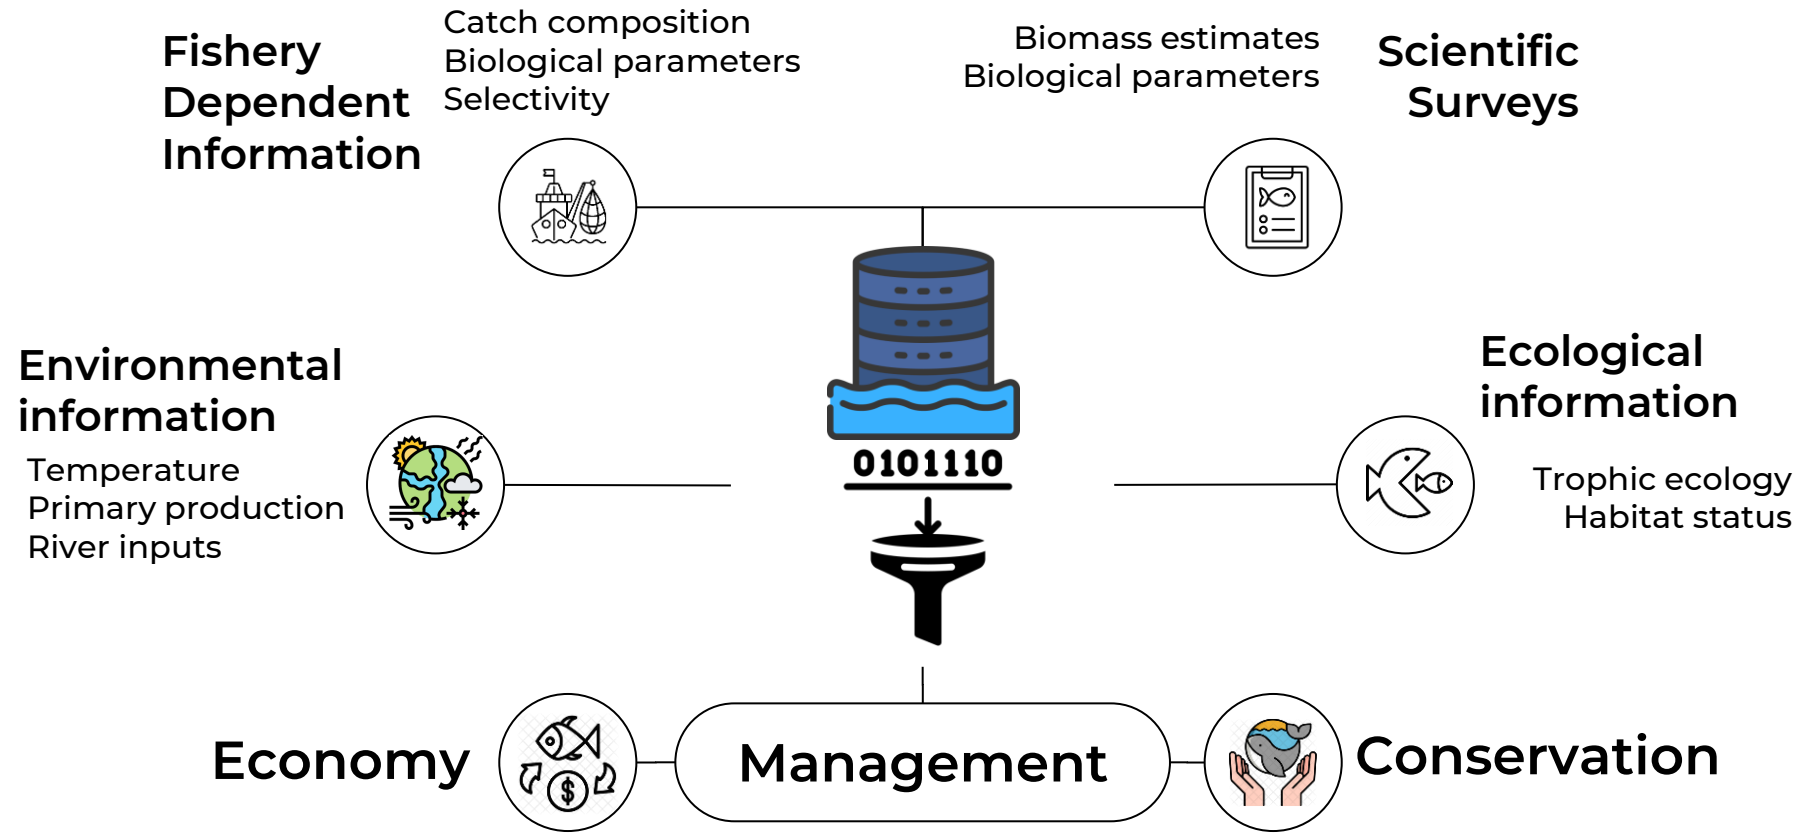 Fishery
Dependent
Information
Catch composition
Biological parameters
Selectivity
Biomass estimates
Biological parameters
Scientific
Surveys
Environmental
information
Temperature
Primary production
River inputs
0101110
Ecological
information
Trophic ecology
Habitat status
Economy
$
Management
Conservation